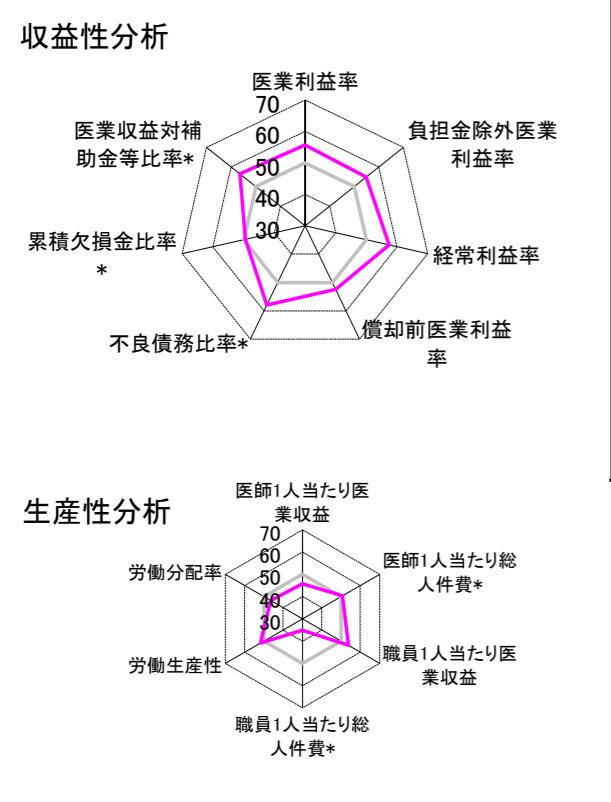 収益性分析
医業利益率
70
60
50
40
30
負担金除外医業
利益率
経常利益率
償却前医業利益
率
不良債務比率*
累積欠損金比率
*
医業収益対補
助金等比率*
生産性分析
医師1人当たり医
業収益
70
60
50
40
30
医師1人当たり総
人件費*
職員1人当たり医
業収益
職員1人当たり総
人件費*
労働生産性
労働分配率